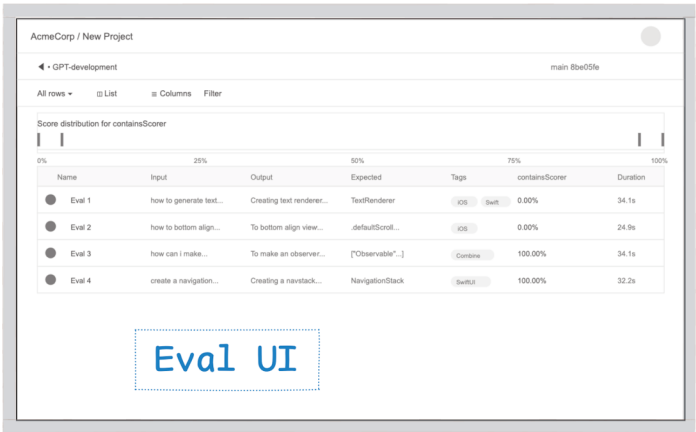 AcmeCorp / New Project
◀ • GPT-development main 8be05fe
All rows ▾ List Columns Filter
Score distribution for containsScorer
0% 25% 50% 75% 100%
Name Input Output Expected Tags containsScorer Duration
Eval 1 how to generate text... Creating text renderer... TextRenderer iOS Swift 0.00% 34.1s
Eval 2 how to bottom align... To bottom align view... .defaultScroll... iOS 0.00% 24.9s
Eval 3 how can i make... To make an observer... ["Observable"...] Combine 100.00% 34.1s
Eval 4 create a navigation... Creating a navstack... NavigationStack SwiftUI 100.00% 32.2s
Eval UI